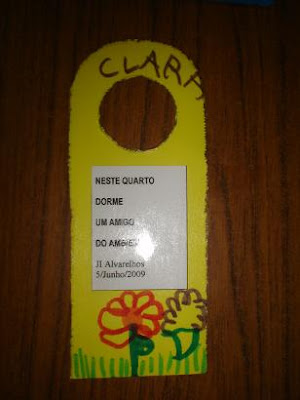 CLARA
NESTE QUARTO
DORME
UM AMIGO
DO AMBIENTE
JI Alvarelhos
5/Junho/2009